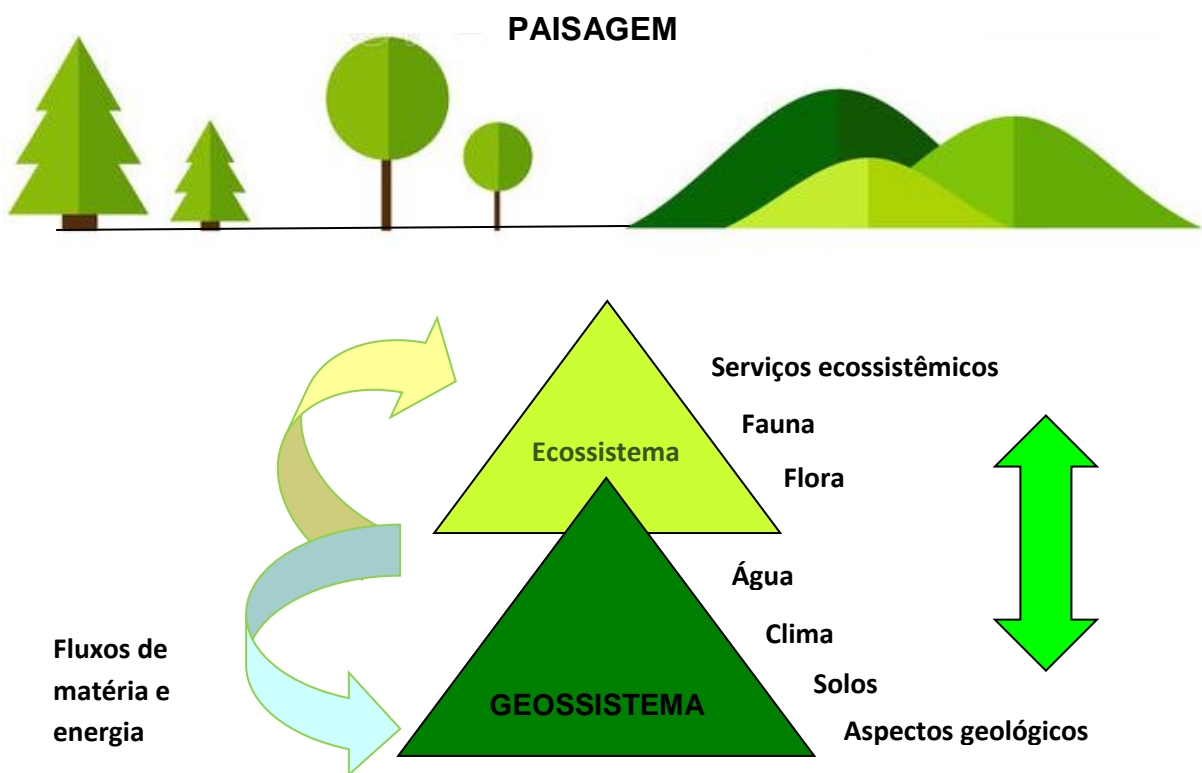 PAISAGEM
Serviços ecossistêmicos
Fauna
Ecossistema
Flora
Água
Clima
Fluxos de
matéria e
energia
Solos
GEOSSISTEMA
Aspectos geológicos